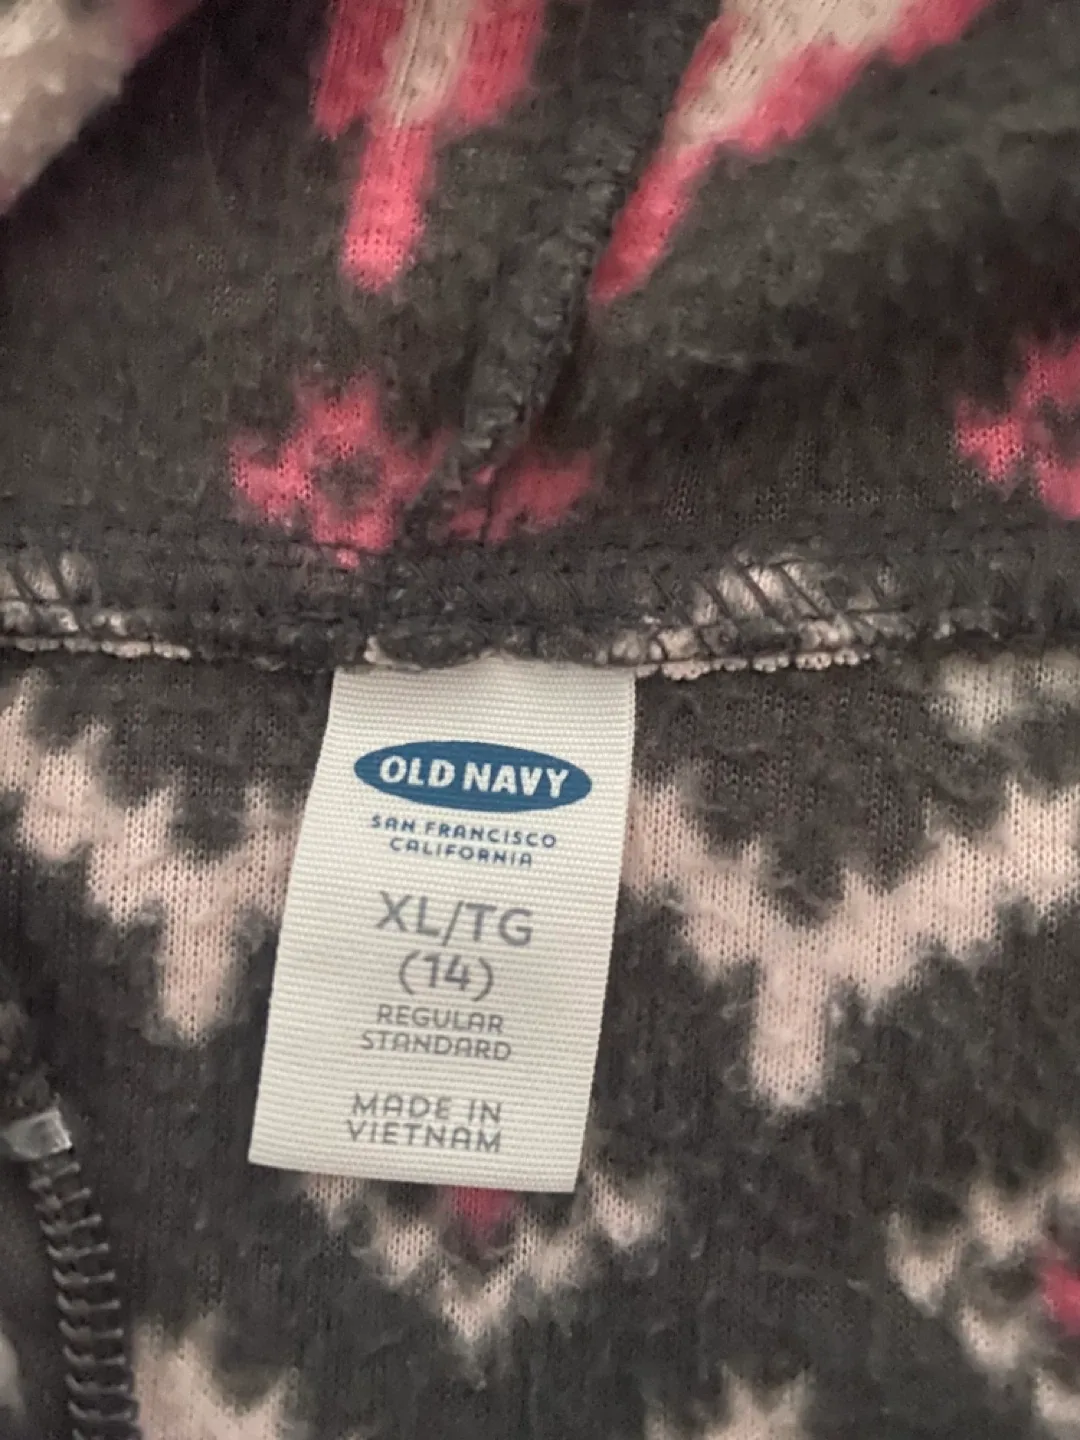 OLD NAVY
SAN FRANCISCO
CALIFORNIA
XL/TG
(14)
REGULAR
STANDARD
MADE IN
VIETNAM